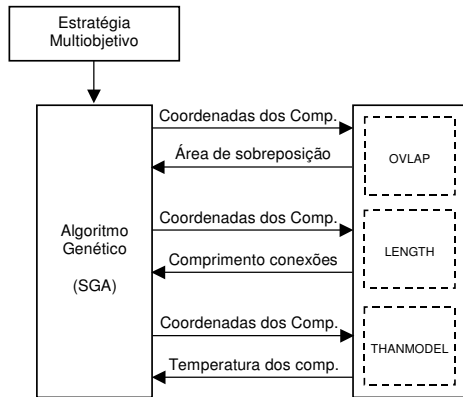 Estratégia
Multiobjetivo
Coordenadas dos Comp.
Área de sobreposição
OVLAP
Algoritmo
Genético
(SGA)
Coordenadas dos Comp.
Comprimento conexões
LENGTH
Coordenadas dos Comp.
Temperatura dos comp.
THANMODEL